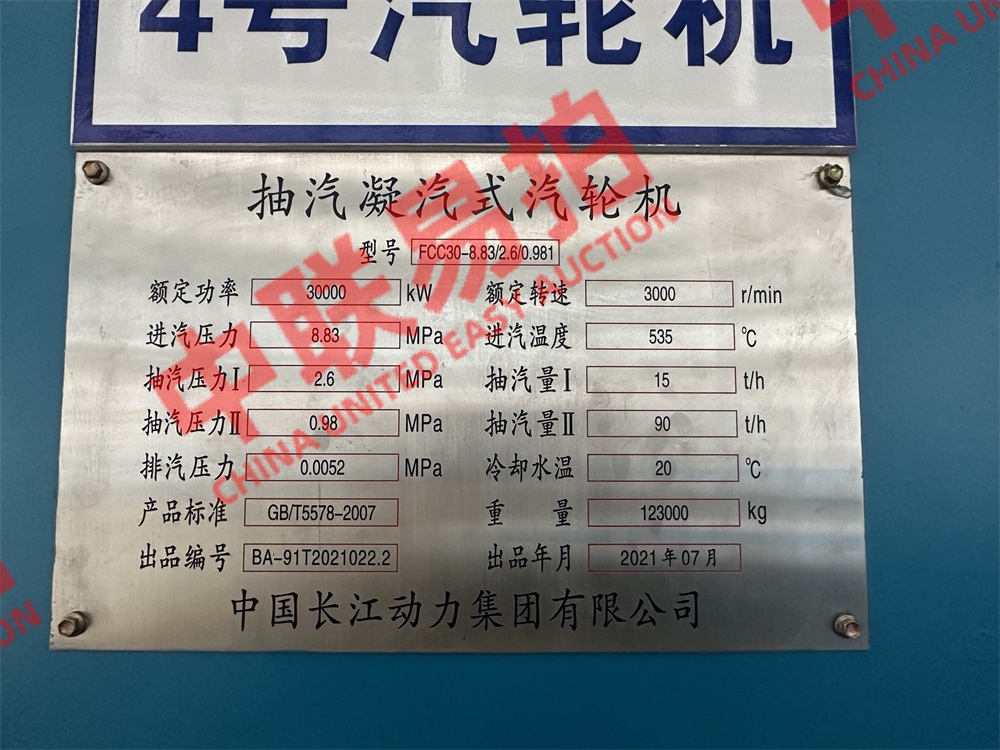 4号汽轮机
抽汽凝汽式汽轮机
型号 FCC30-8.83/2.6/0.981
额定功率 30000 kW 额定转速 3000 r/min
进汽压力 8.83 MPa 进汽温度 535 ℃
抽汽压力Ⅰ 2.6 MPa 抽汽量Ⅰ 15 t/h
抽汽压力Ⅱ 0.98 MPa 抽汽量Ⅱ 90 t/h
排汽压力 0.0052 MPa 冷却水温 20 ℃
产品标准 GB/T5578-2007 重 量 123000 kg
出品编号 BA-91T2021022.2 出品年月 2021年07月
中国长江动力集团有限公司
中联易拍
CHINA UNITED EASY AUCTION
中
CHINA UN
ON